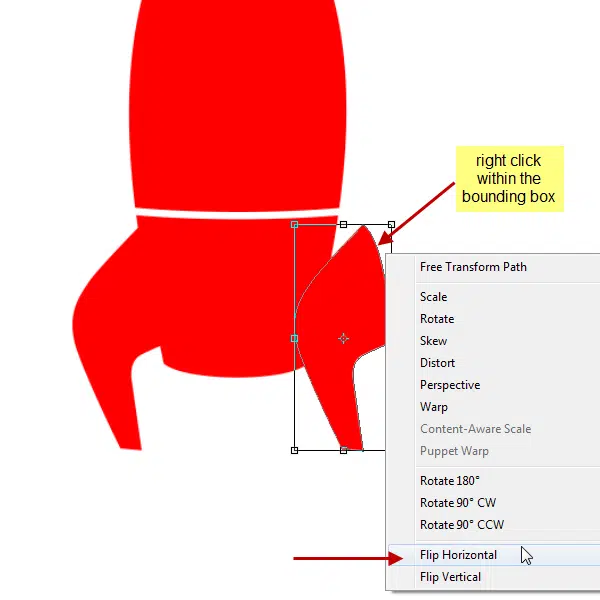 right click
within the
bounding box
Free Transform Path
Scale
Rotate
Skew
Distort
Perspective
Warp
Content-Aware Scale
Puppet Warp
Rotate 180°
Rotate 90° CW
Rotate 90° CCW
Flip Horizontal
Flip Vertical